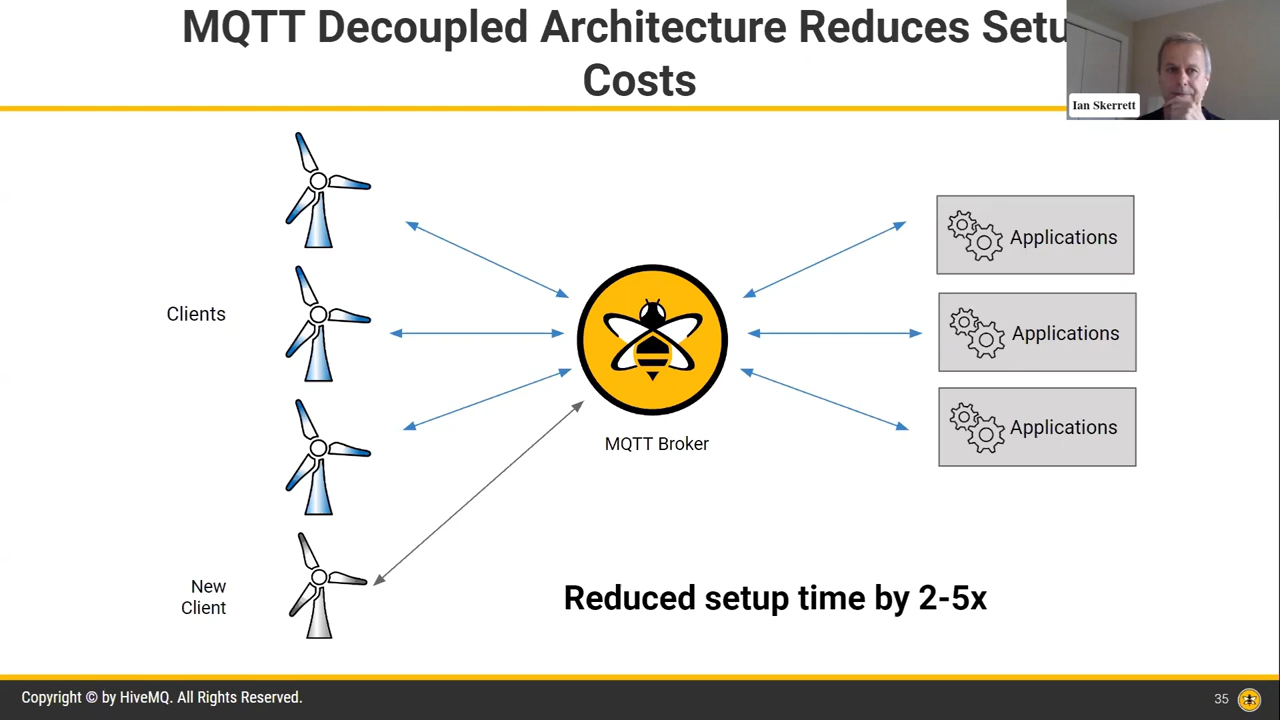 MQTT Decoupled Architecture Reduces Setu
Costs
Ian Skerrett
Clients
Applications
Applications
Applications
MQTT Broker
New
Client
Reduced setup time by 2-5x
Copyright © by HiveMQ. All Rights Reserved.
35